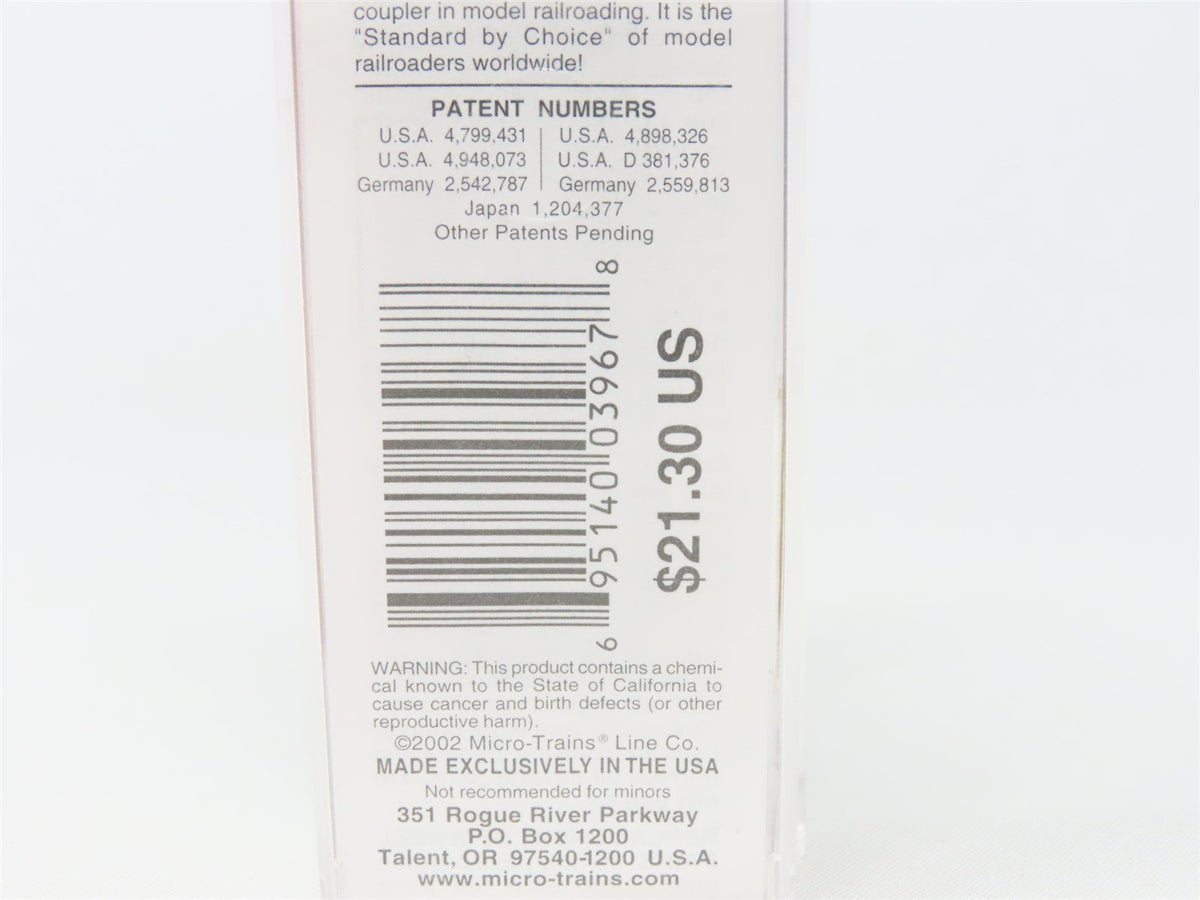 coupler in model railroading. It is the
"Standard by Choice" of model
railroaders worldwide!
PATENT NUMBERS
U.S.A. 4,799,431 U.S.A. 4,898,326
U.S.A. 4,948,073 U.S.A. D 381,376
Germany 2,542,787 Germany 2,559,813
Japan 1,204,377
Other Patents Pending
6 95140 03967 8
$21.30 US
WARNING: This product contains a chemi-
cal known to the State of California to
cause cancer and birth defects (or other
reproductive harm).
©2002 Micro-Trains® Line Co.
MADE EXCLUSIVELY IN THE USA
Not recommended for minors
351 Rogue River Parkway
P.O. Box 1200
Talent, OR 97540-1200 U.S.A.
www.micro-trains.com